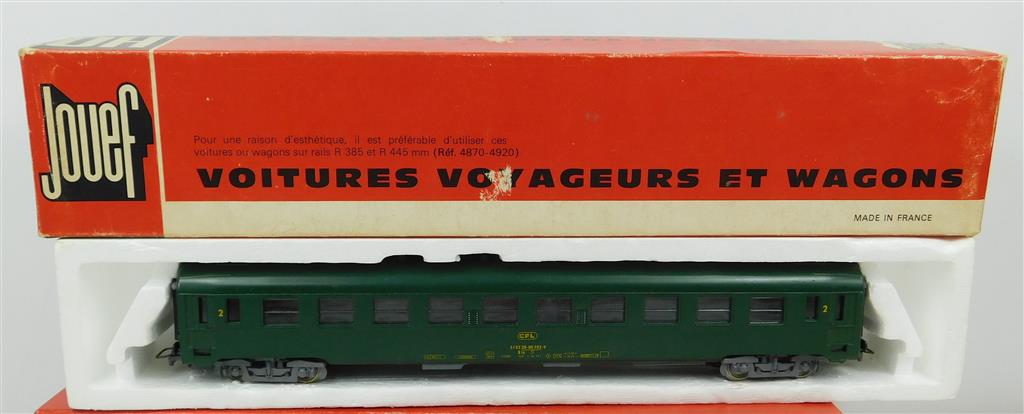 Jouef
Pour une raison d'esthétique, il est préférable d'utiliser ces
voitures ou wagons sur rails R 385 et R 445 mm (Réf. 4870-4920)
VOITURES VOYAGEURS ET WAGONS
MADE IN FRANCE
2
2
CFL